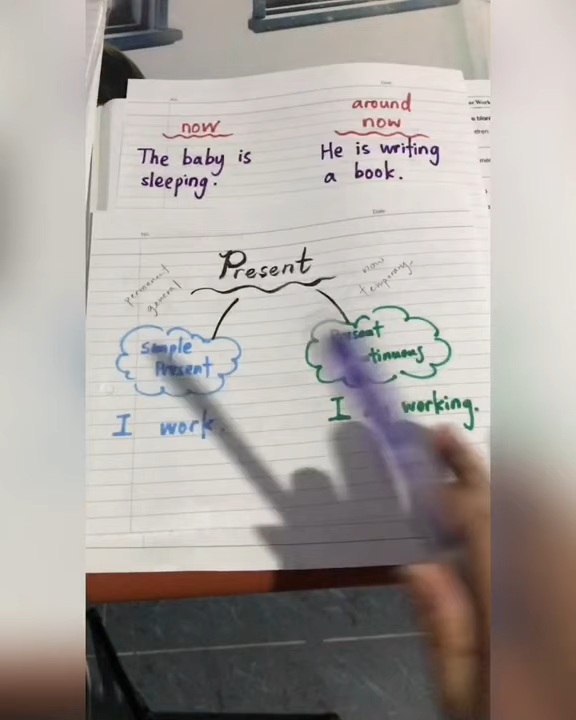 now
The baby is
sleeping.
around
now
He is writing
a book.
Present
permanent
general
now
temporary.
Simple
Present
I work.
Present
I working.